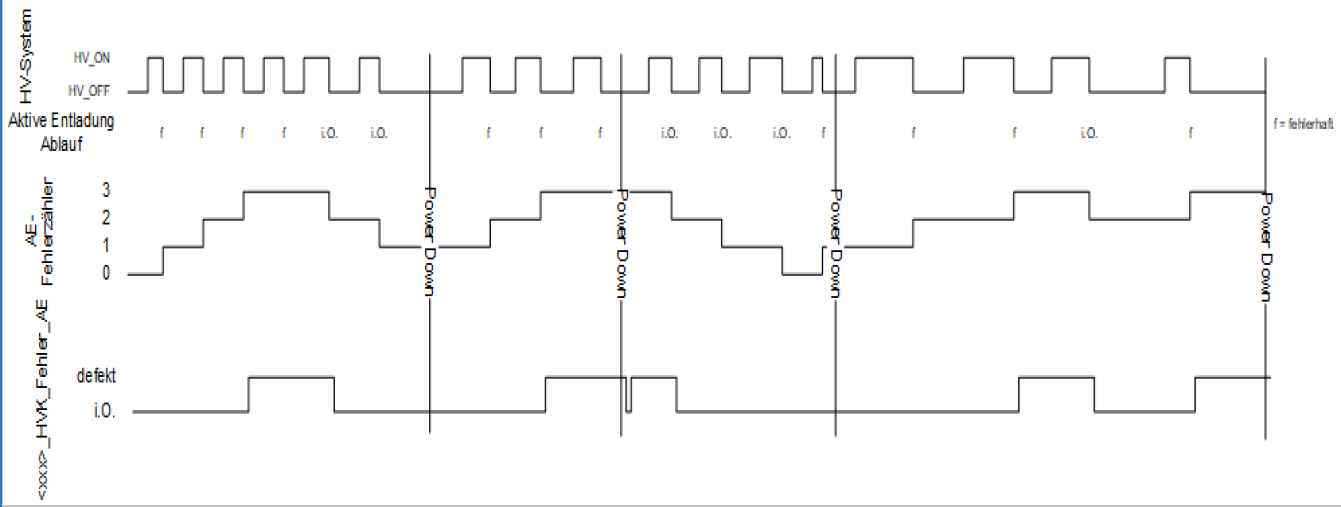 HV-System
HV_ON
HV_OFF
Aktive Entladung
Ablauf
f f f f i.O. i.O. f f f i.O. i.O. i.O. f f f i.O. f
f = fehlerhaft
AE-
Fehlerzähler
3
2
1
0
Power Down
Power Down
Power Down
Power Down
<xxx>_HVK_Fehler_AE
defekt
i.O.